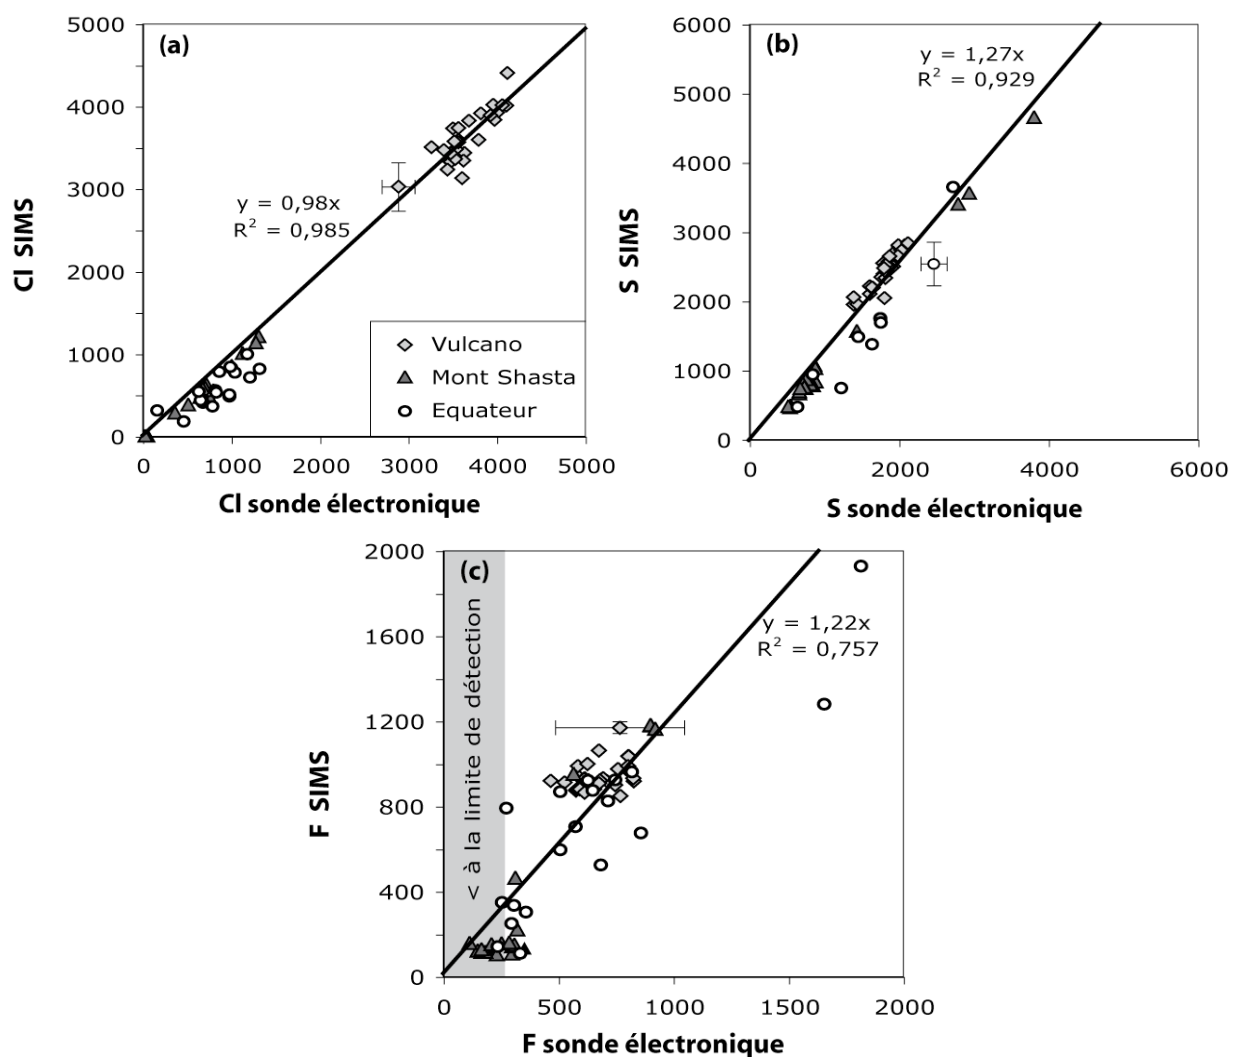 (a)
5000
4000
3000
2000
1000
0
Cl SIMS
y = 0,98x
R² = 0,985
Vulcano
Mont Shasta
Equateur
0 1000 2000 3000 4000 5000
Cl sonde électronique
(b)
6000
5000
4000
3000
2000
1000
0
S SIMS
y = 1,27x
R² = 0,929
0 2000 4000 6000
S sonde électronique
(c)
2000
1600
1200
800
400
0
F SIMS
< à la limite de détection
y = 1,22x
R² = 0,757
0 500 1000 1500 2000
F sonde électronique